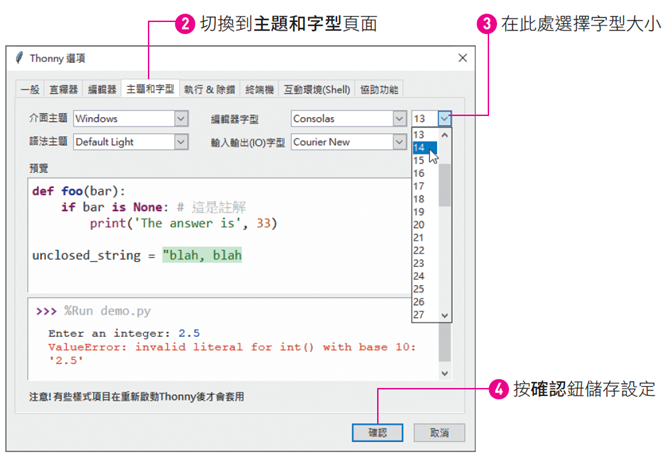 2 切換到主題和字型頁面
3 在此處選擇字型大小
Thonny 選項
一般 直譯器 編輯器 主題和字型 執行 & 除錯 終端機 互動環境(Shell) 協助功能
介面主題 Windows 編輯器字型 Consolas 13
語法主題 Default Light 輸入輸出(IO)字型 Courier New
13
14
15
16
17
18
19
20
21
22
23
24
25
26
27
預覽
def foo(bar):
    if bar is None: # 這是註解
        print('The answer is', 33)
unclosed_string = "blah, blah
>>> %Run demo.py
Enter an integer: 2.5
ValueError: invalid literal for int() with base 10:
'2.5'
注意! 有些樣式項目在重新啟動Thonny後才會套用
4 按確認鈕儲存設定
確認 取消